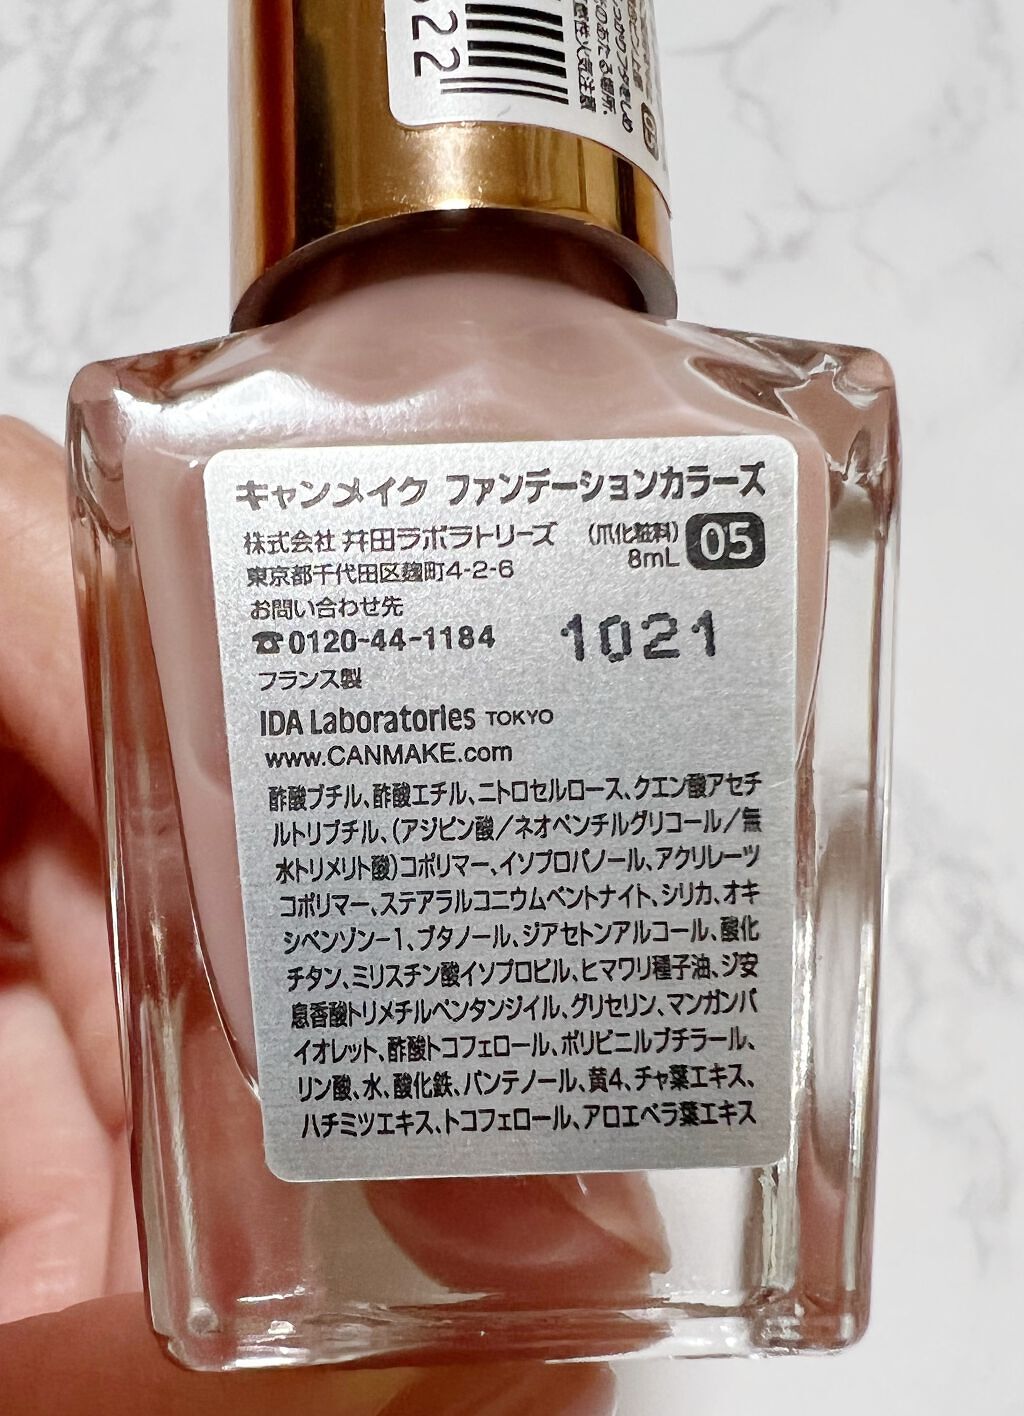 322
をしめ
05
キャンメイク ファンデーションカラーズ
株式会社 井田ラボラトリーズ (爪化粧料) 05
東京都千代田区麹町4-2-6 8mL
お問い合わせ先
☎0120-44-1184 1021
フランス製
IDA Laboratories TOKYO
www.CANMAKE.com
酢酸ブチル、酢酸エチル、ニトロセルロース、クエン酸アセチ
ルトリブチル、(アジピン酸/ネオペンチルグリコール/無
水トリメリト酸)コポリマー、イソプロパノール、アクリレーツ
コポリマー、ステアラルコニウムベントナイト、シリカ、オキ
シベンゾン-1、ブタノール、ジアセトンアルコール、酸化
チタン、ミリスチン酸イソプロピル、ヒマワリ種子油、ジ安
息香酸トリメチルペンタンジイル、グリセリン、マンガンバ
イオレット、酢酸トコフェロール、ポリビニルブチラール、
リン酸、水、酸化鉄、パンテノール、黄4、チャ葉エキス、
ハチミツエキス、トコフェロール、アロエベラ葉エキス